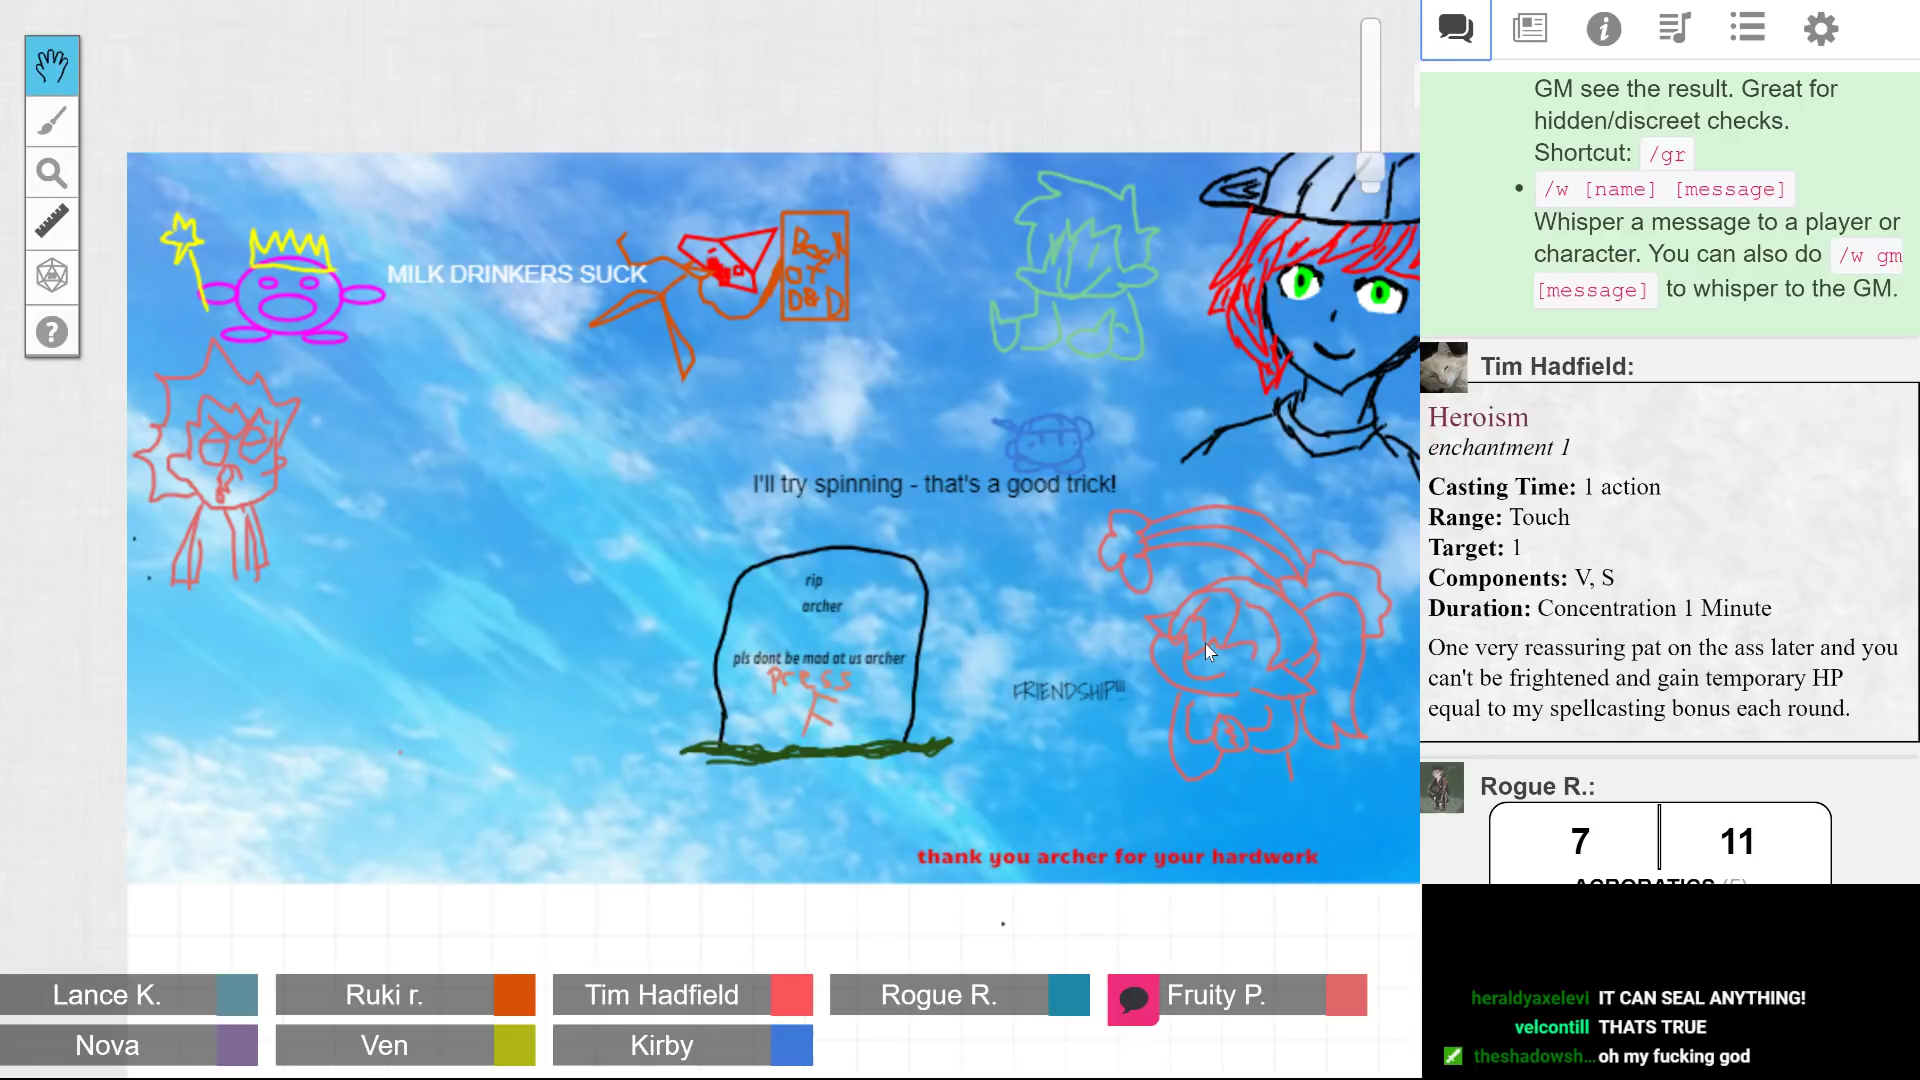 MILK DRINKERS SUCK
Book
of
D&D
I'll try spinning - that's a good trick!
rip
archer
pls dont be mad at us archer
Press
F
FRIENDSHIP!!!
thank you archer for your hardwork
GM see the result. Great for
hidden/discreet checks.
Shortcut: /gr
• /w [name] [message]
Whisper a message to a player or
character. You can also do /w gm
[message] to whisper to the GM.
Tim Hadfield:
Heroism
enchantment 1
Casting Time: 1 action
Range: Touch
Target: 1
Components: V, S
Duration: Concentration 1 Minute
One very reassuring pat on the ass later and you
can't be frightened and gain temporary HP
equal to my spellcasting bonus each round.
Rogue R.:
7 11
ACROBATICS (5)
Lance K. Ruki r. Tim Hadfield Rogue R. Fruity P.
Nova Ven Kirby
heraldyaxelevi IT CAN SEAL ANYTHING!
velcontill THATS TRUE
theshadowsh... oh my fucking god